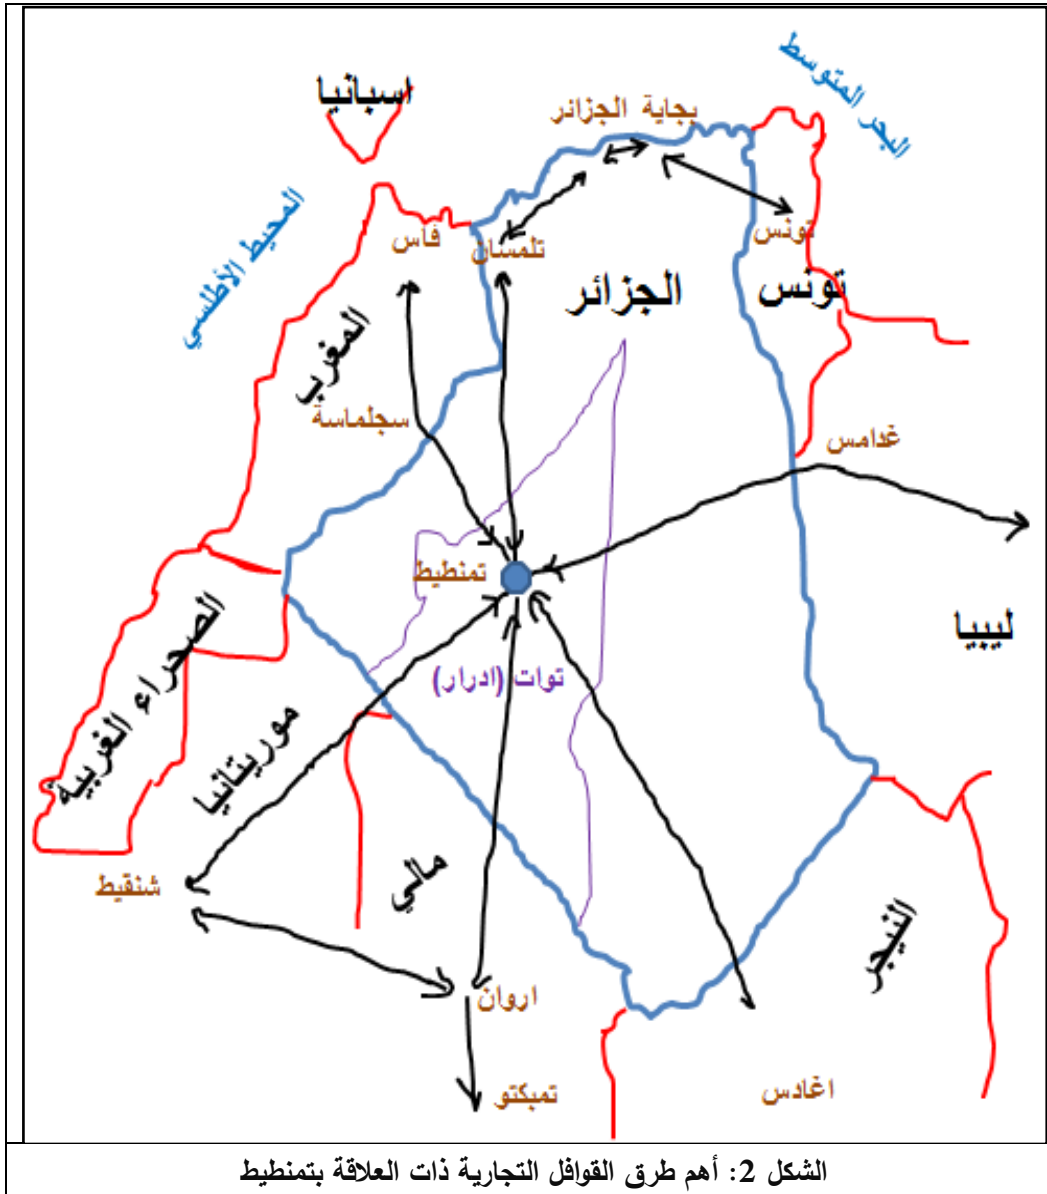 البحر المتوسط
اسبانيا
بجاية الجزائر
المحيط الأطلسي
فاس
تلمسان
تونس
الجزائر
تونس
المغرب
سجلماسة
غدامس
تمنطيط
ليبيا
الصحراء الغربية
توات (ادرار)
موريتانيا
مالي
شنقيط
النيجر
اروان
تمبكتو
اغادس
الشكل 2: أهم طرق القوافل التجارية ذات العلاقة بتمنطيط